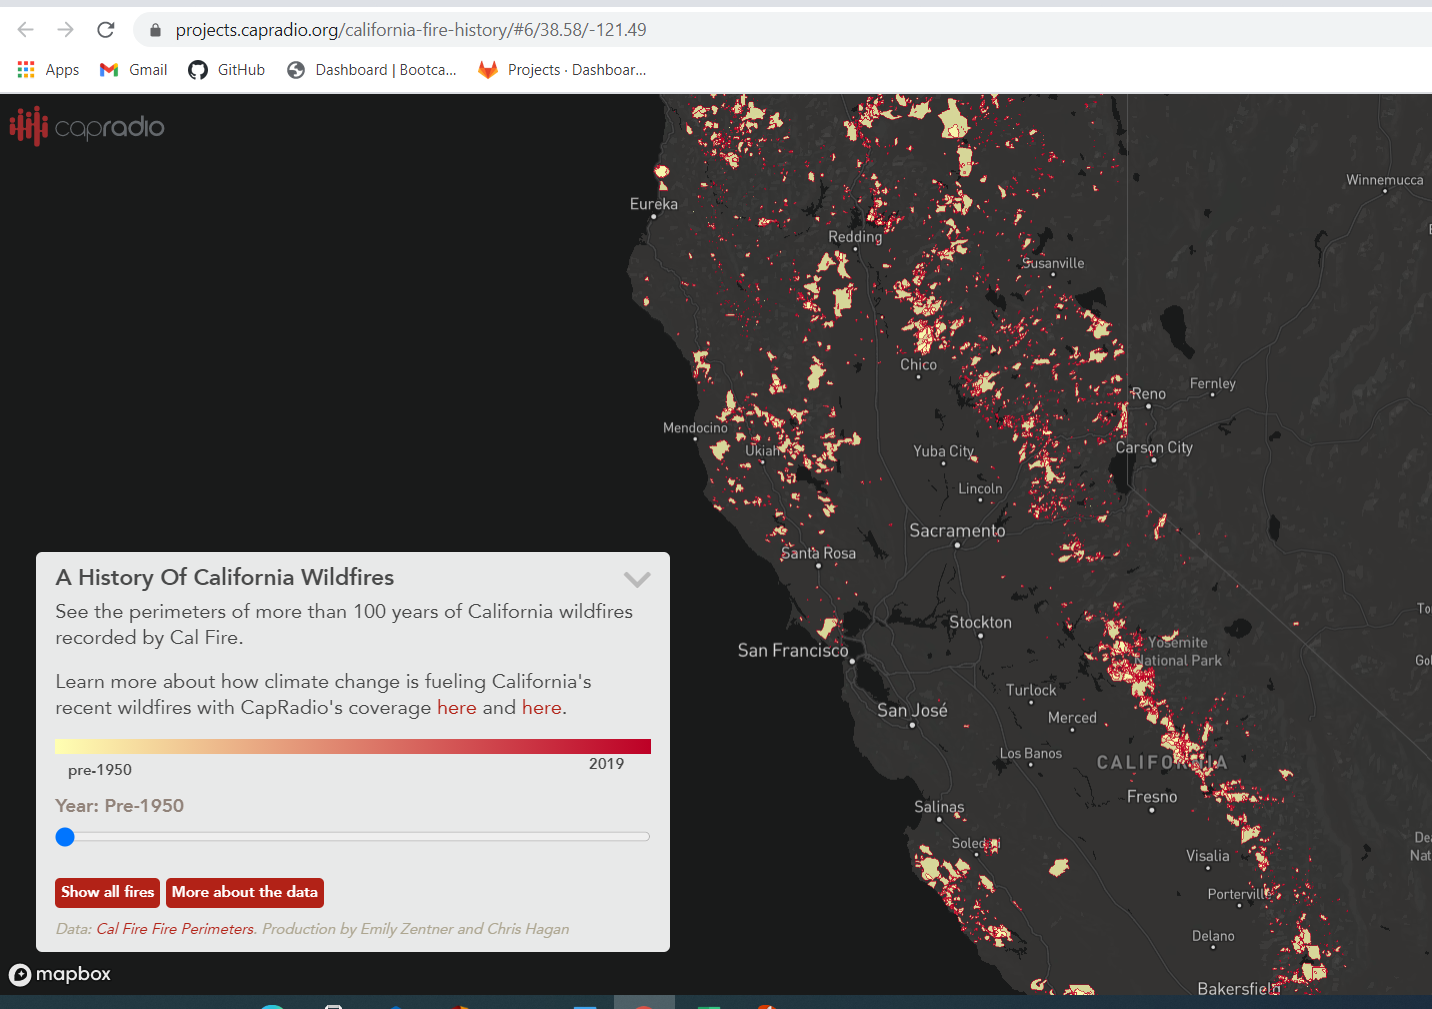 projects.capradio.org/california-fire-history/#6/38.58/-121.49
Apps
Gmail
GitHub
Dashboard | Bootca...
Projects · Dashboar...
capradio
Winnemucca
Eureka
Redding
Susanville
Chico
Reno
Fernley
Mendocino
Ukiah
Yuba City
Carson City
Lincoln
Sacramento
Santa Rosa
Stockton
San Francisco
Yosemite
National Park
Turlock
San José
Merced
Los Banos
CALIFORNIA
Fresno
Salinas
Soledad
Visalia
Porterville
Delano
Bakersfield
A History Of California Wildfires
See the perimeters of more than 100 years of California wildfires
recorded by Cal Fire.
Learn more about how climate change is fueling California's
recent wildfires with CapRadio's coverage here and here.
pre-1950
2019
Year: Pre-1950
Show all fires
More about the data
Data: Cal Fire Fire Perimeters. Production by Emily Zentner and Chris Hagan
mapbox